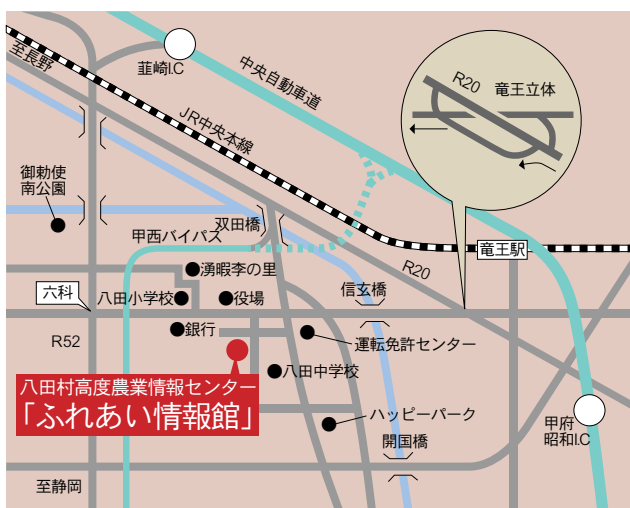 至長野
韮崎I.C
中央自動車道
R20
竜王立体
JR中央本線
御勅使
南公園
双田橋
甲西バイパス
湧暇李の里
R20
竜王駅
六科
八田小学校
役場
信玄橋
R52
銀行
運転免許センター
八田村高度農業情報センター
「ふれあい情報館」
八田中学校
ハッピーパーク
甲府
昭和I.C
開国橋
至静岡